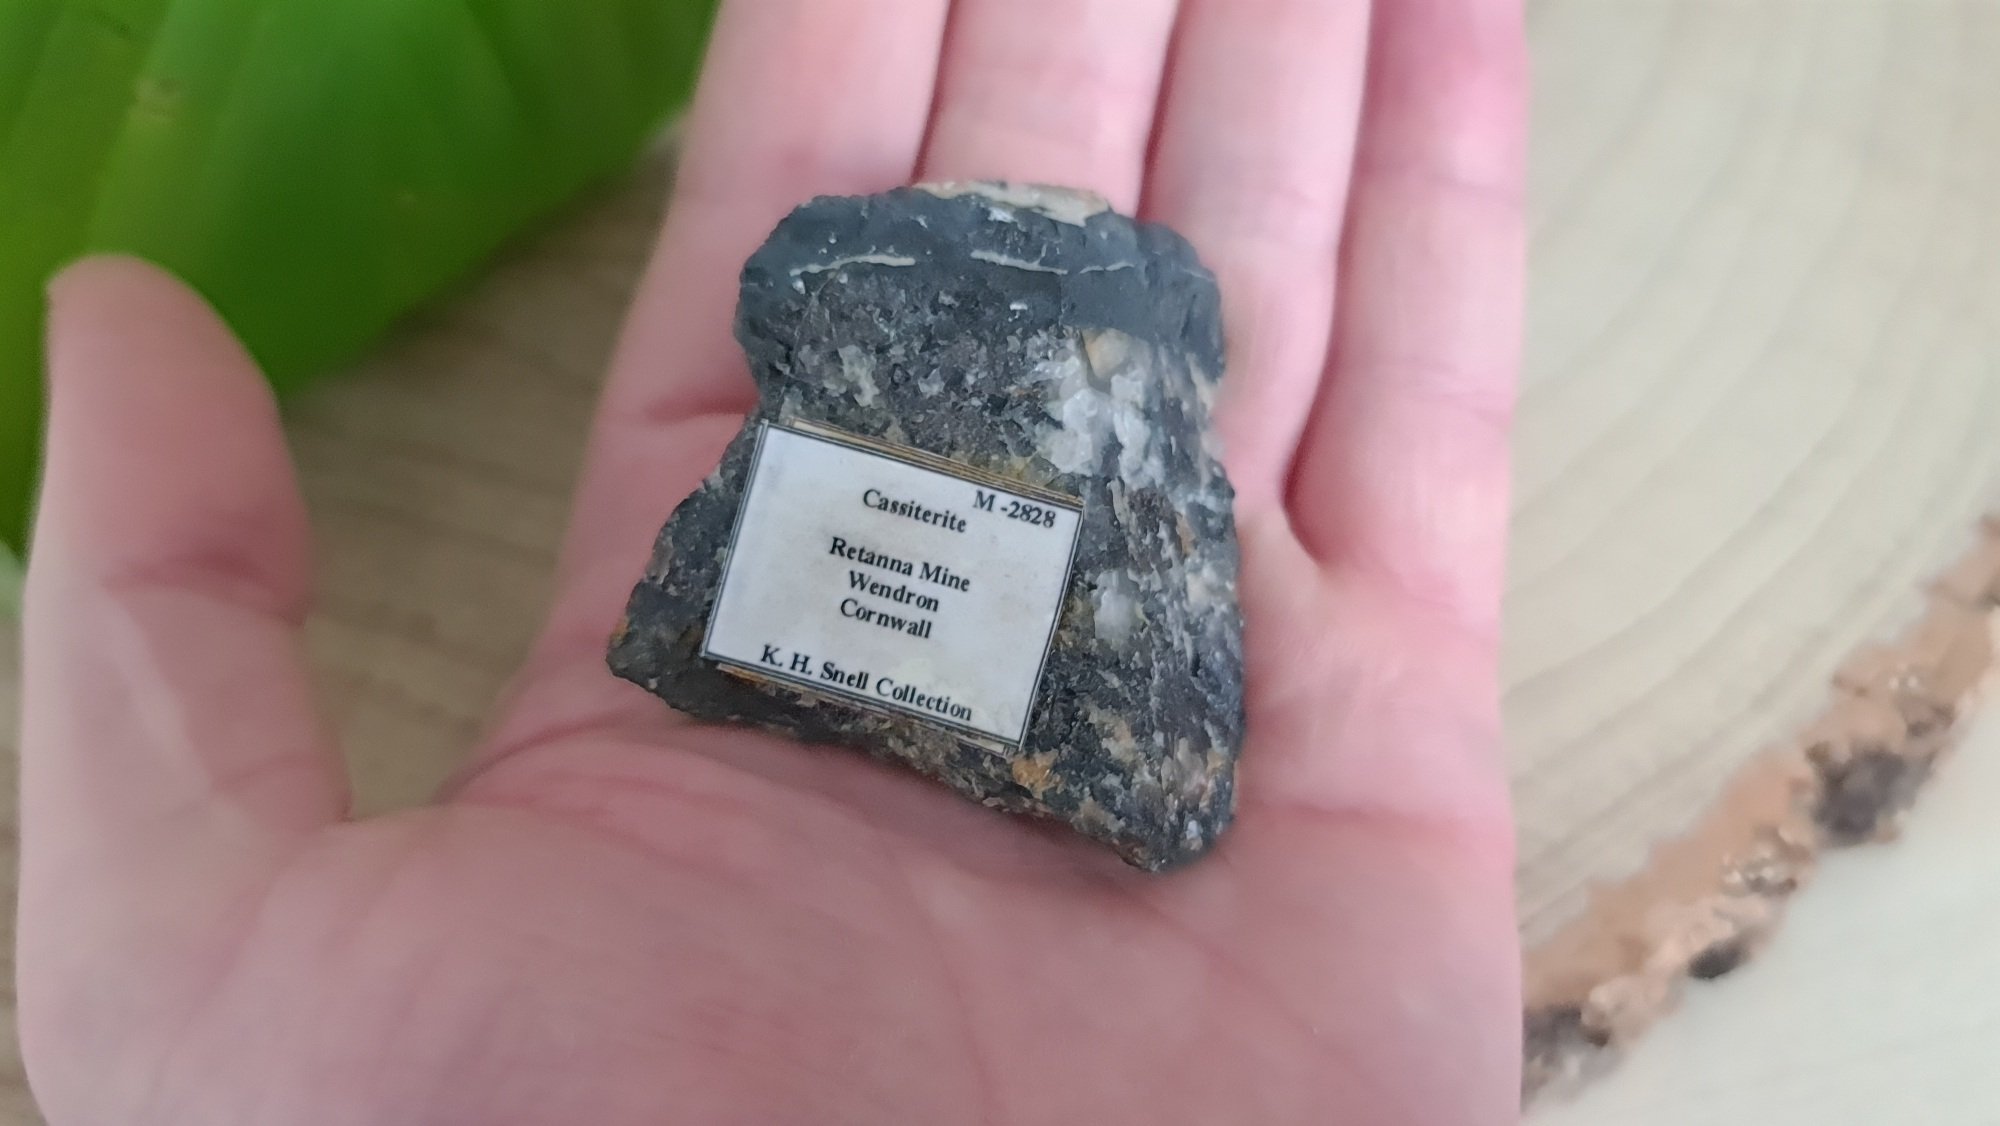 M -2828
Cassiterite
Retanna Mine
Wendron
Cornwall
K. H. Snell Collection